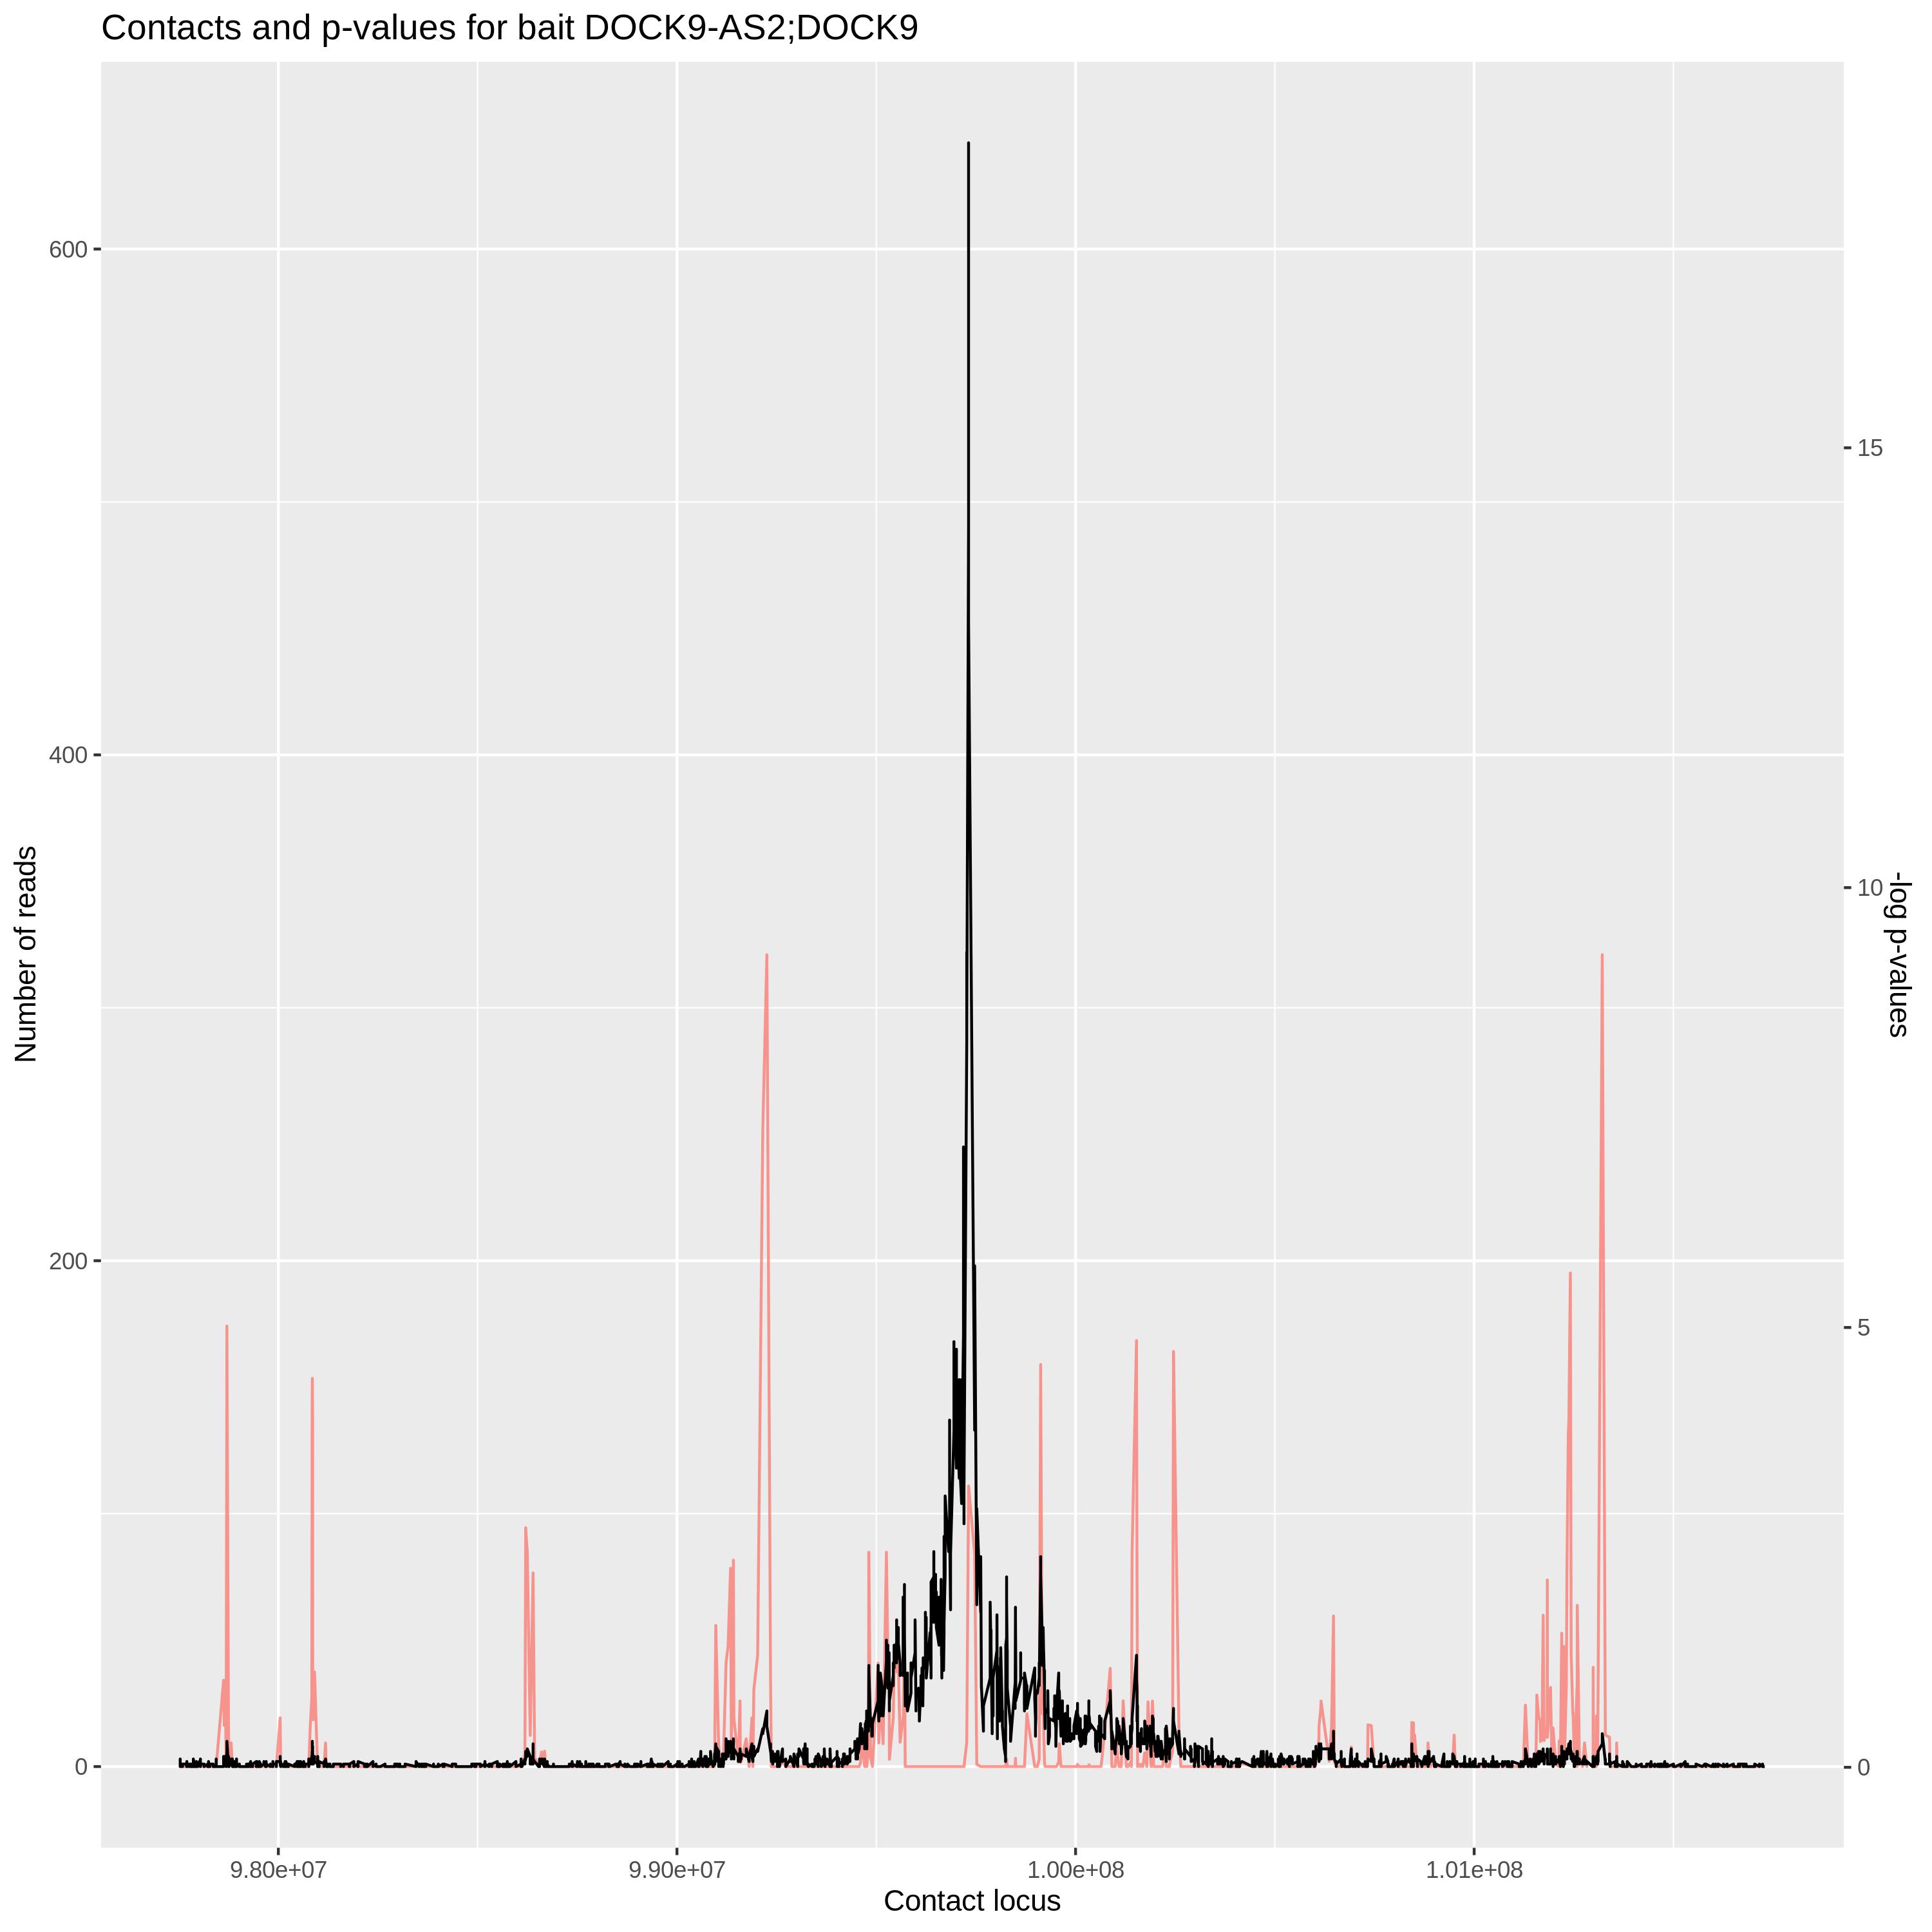 Contacts and p-values for bait DOCK9-AS2;DOCK9
600
400
200
0
Number of reads
15
10
5
0
-log p-values
9.80e+07
9.90e+07
1.00e+08
1.01e+08
Contact locus